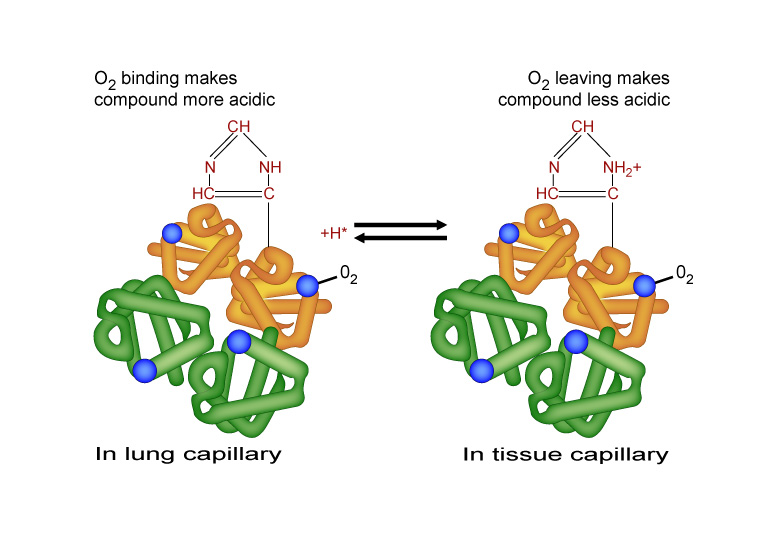 O2 binding makes
compound more acidic
O2 leaving makes
compound less acidic
CH
N NH
HC C
CH
N NH2+
HC C
+H*
02
02
In lung capillary
In tissue capillary